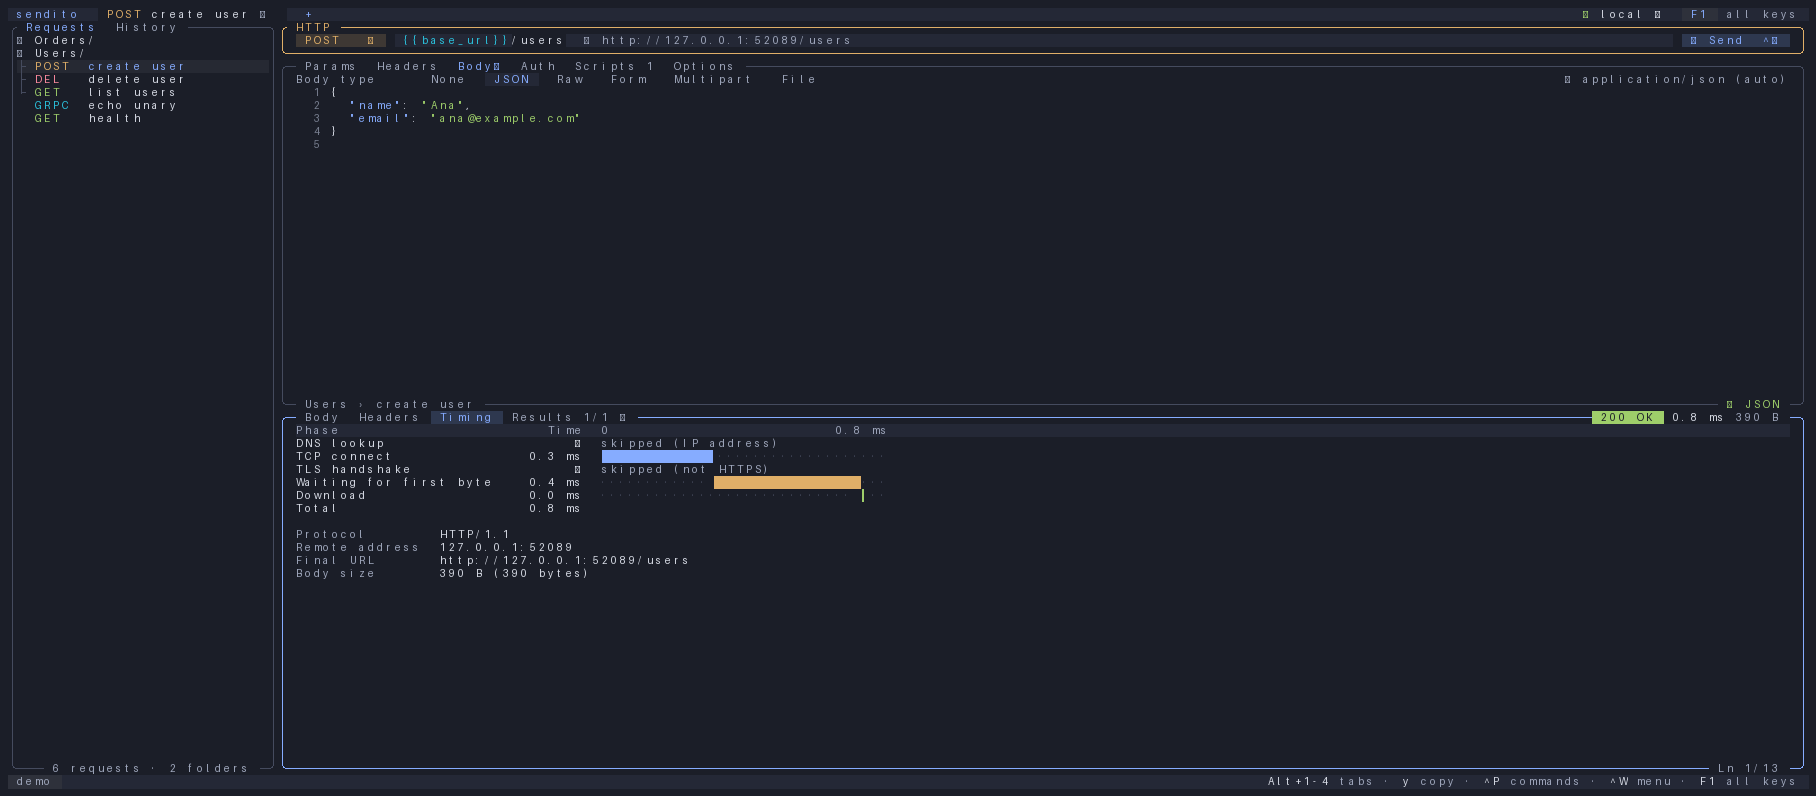 sendito POST create user + local F1 all keys
Requests History
Orders/
Users/
POST create user
DEL delete user
GET list users
GRPC echo unary
GET health
6 requests · 2 folders
HTTP
POST {{base_url}}/users http://127.0.0.1:52089/users Send ^
Params Headers Body Auth Scripts 1 Options
Body type None JSON Raw Form Multipart File application/json (auto)
1 {
2 "name": "Ana",
3 "email": "ana@example.com"
4 }
5
Users › create user JSON
Body Headers Timing Results 1/1 200 OK 0.8 ms 390 B
Phase Time 0 0.8 ms
DNS lookup skipped (IP address)
TCP connect 0.3 ms
TLS handshake skipped (not HTTPS)
Waiting for first byte 0.4 ms
Download 0.0 ms
Total 0.8 ms
Protocol HTTP/1.1
Remote address 127.0.0.1:52089
Final URL http://127.0.0.1:52089/users
Body size 390 B (390 bytes)
Ln 1/13
demo Alt+1-4 tabs · y copy · ^P commands · ^W menu · F1 all keys